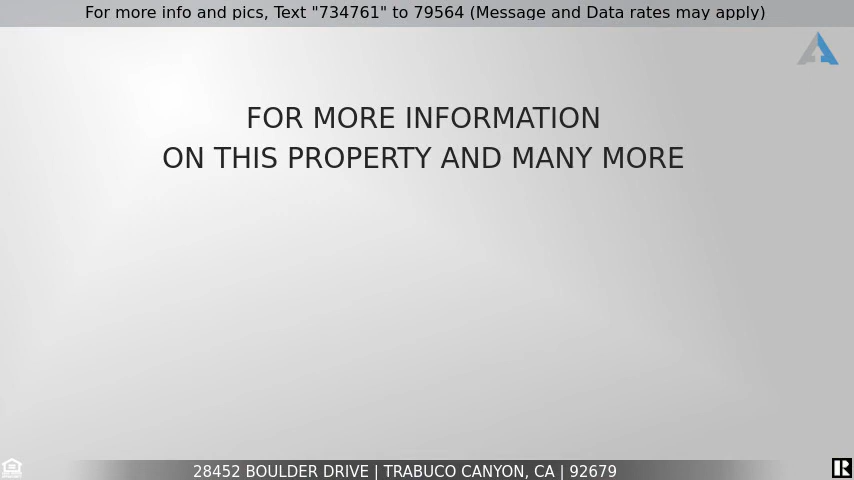 For more info and pics, Text "734761" to 79564 (Message and Data rates may apply)
FOR MORE INFORMATION
ON THIS PROPERTY AND MANY MORE
28452 BOULDER DRIVE | TRABUCO CANYON, CA | 92679